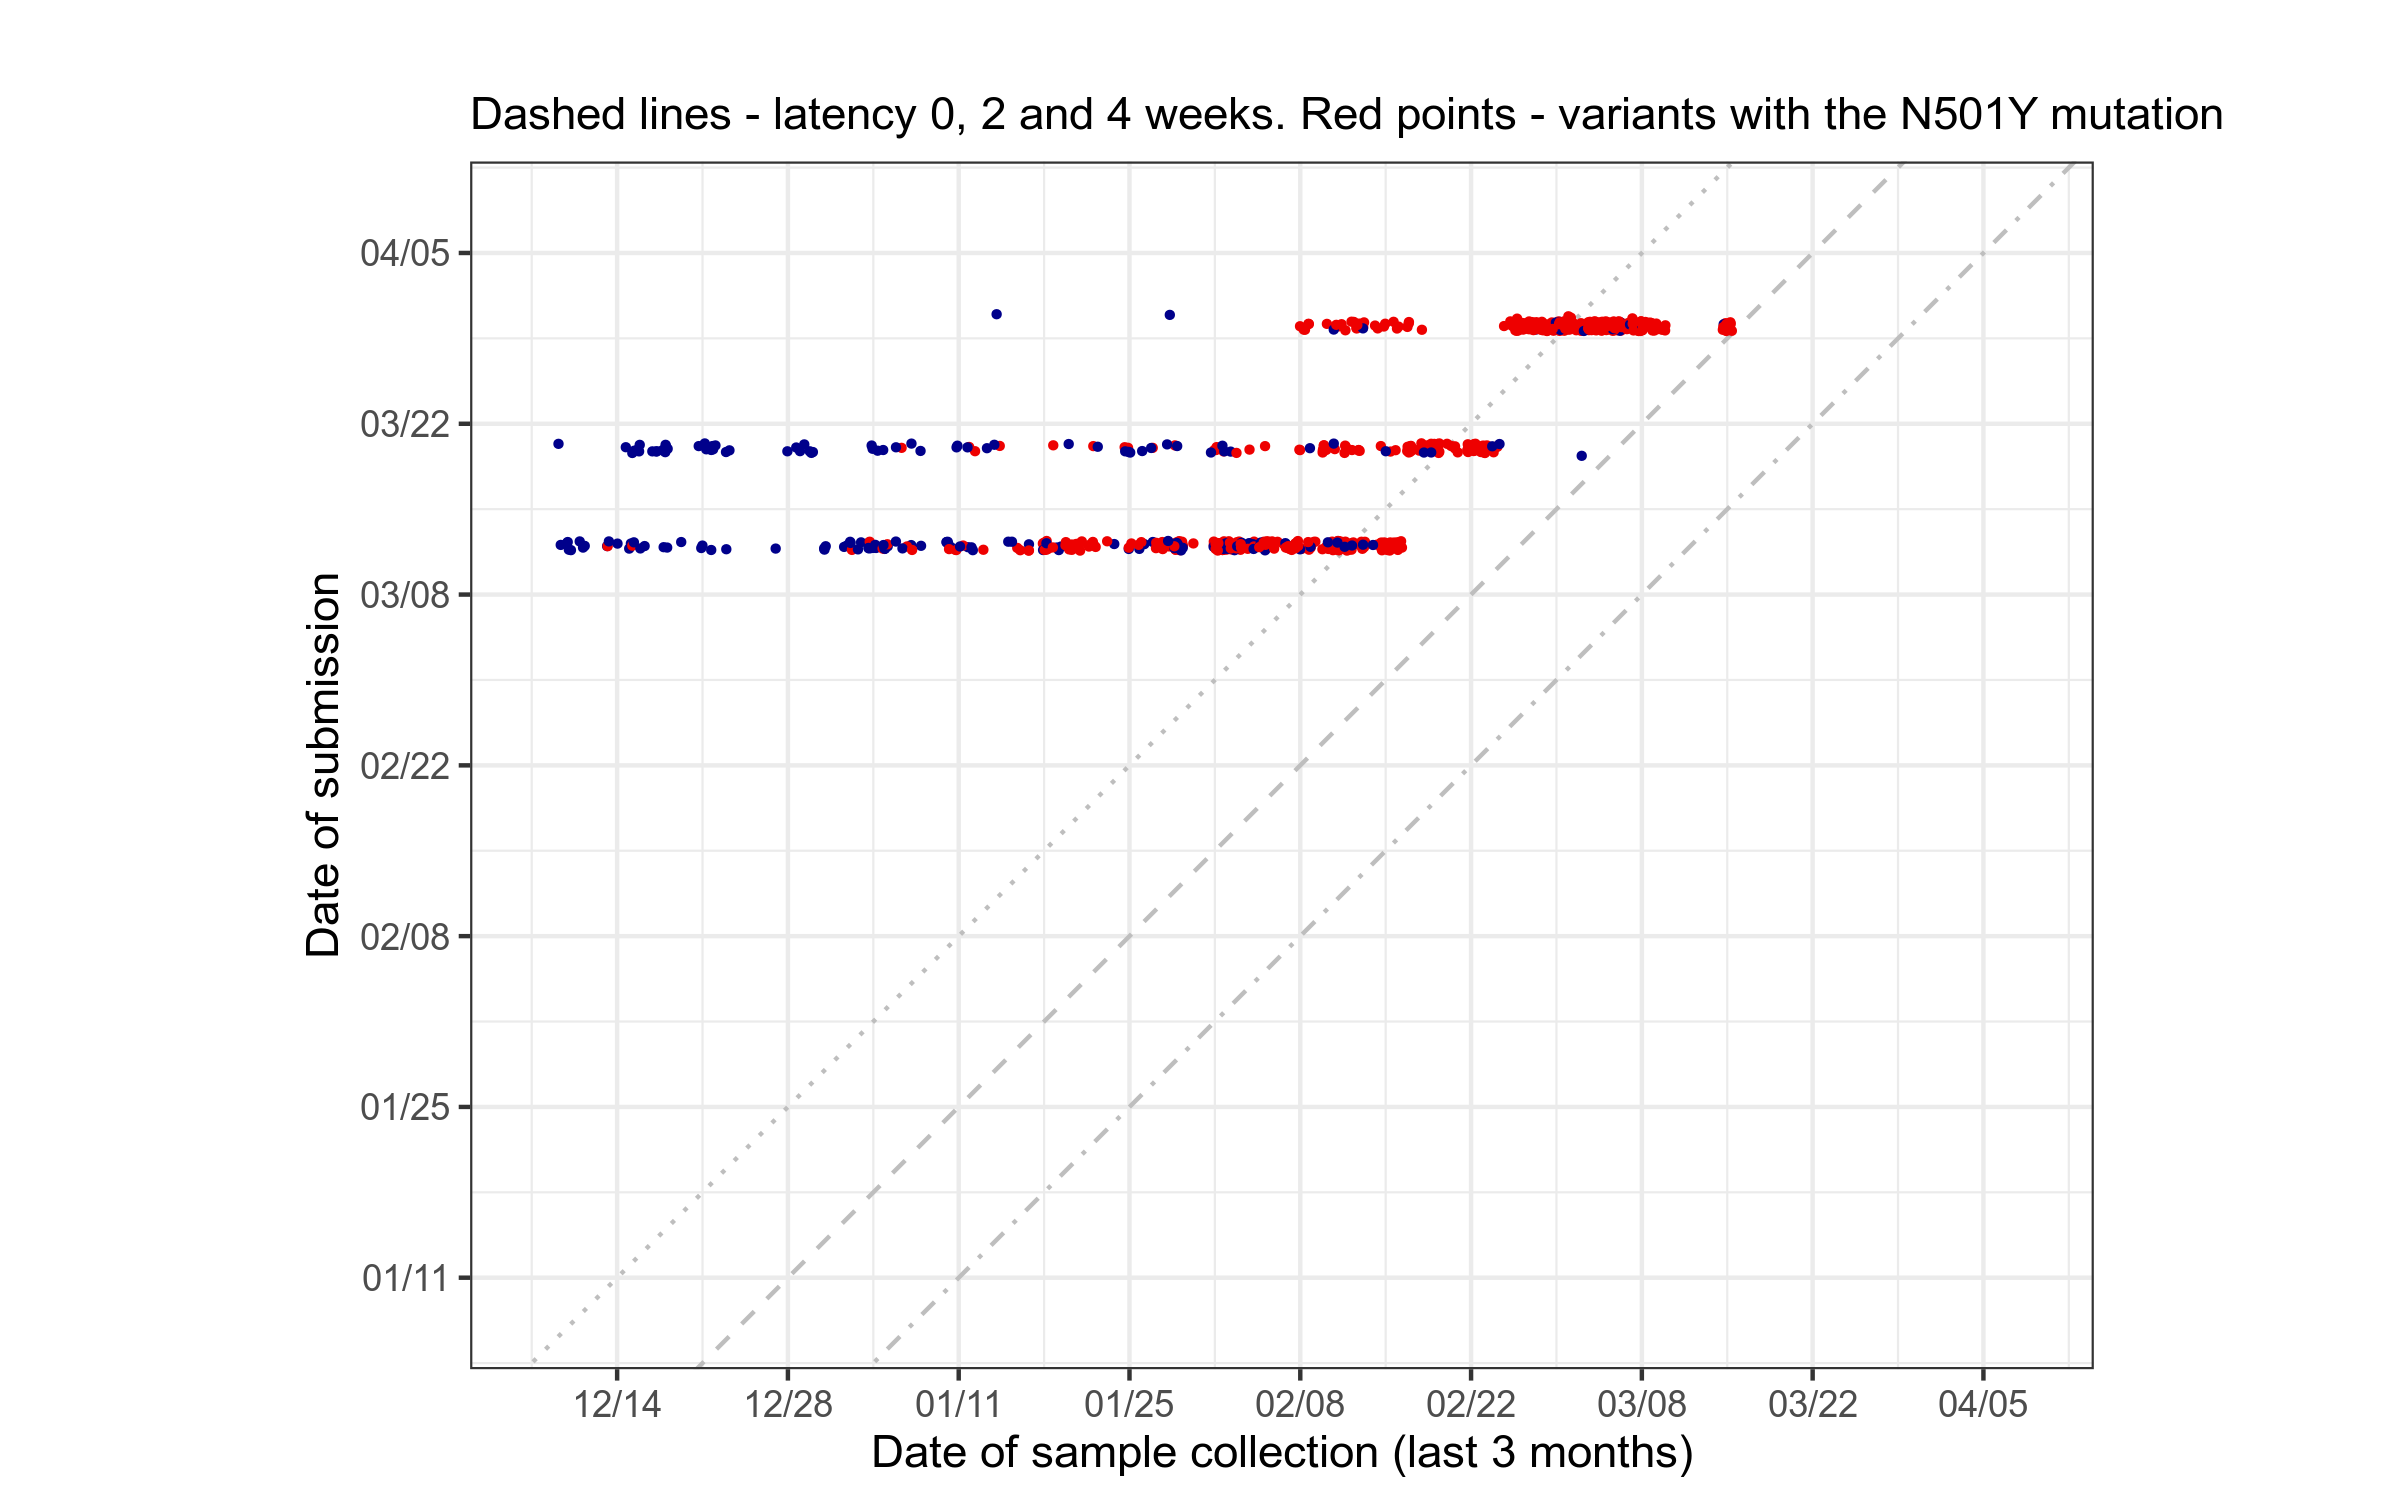 Dashed lines - latency 0, 2 and 4 weeks. Red points - variants with the N501Y mutation
Date of submission
04/05
03/22
03/08
02/22
02/08
01/25
01/11
12/14 12/28 01/11 01/25 02/08 02/22 03/08 03/22 04/05
Date of sample collection (last 3 months)